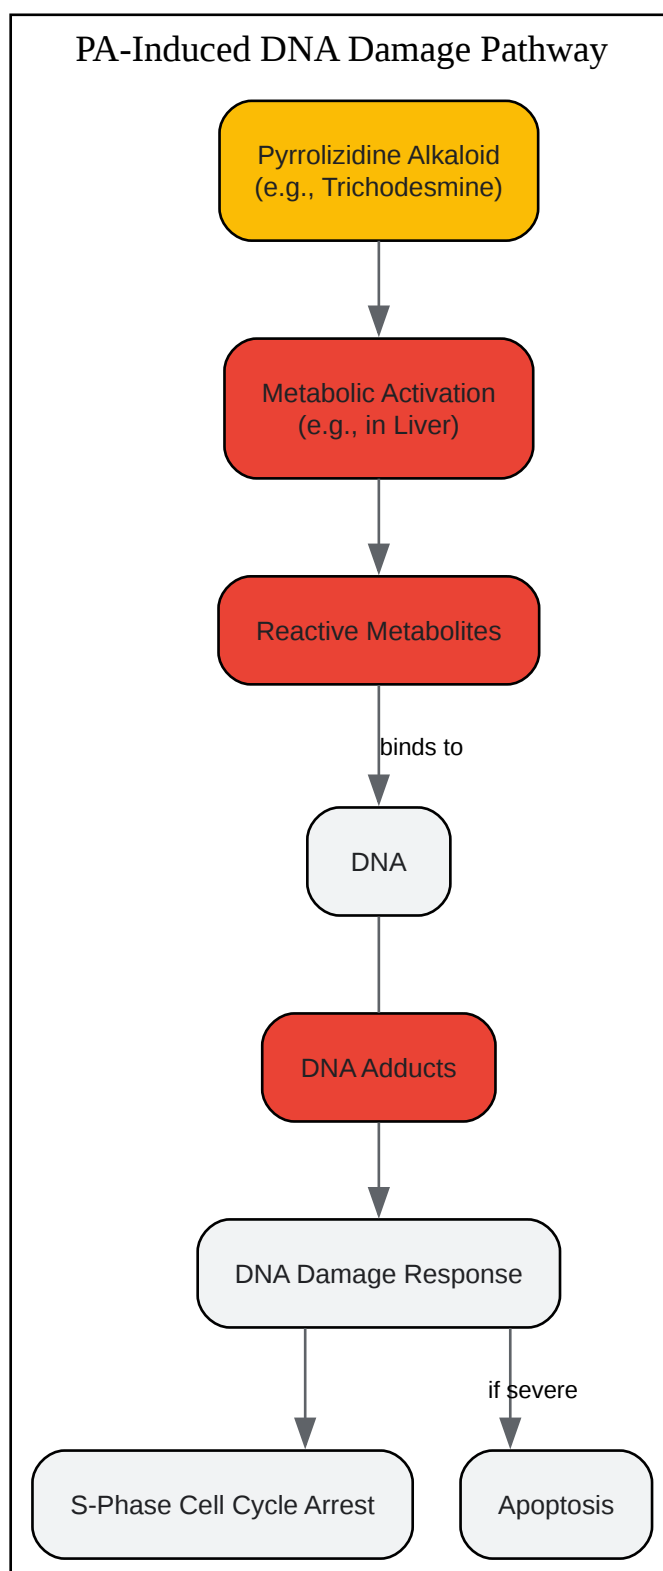 PA-Induced DNA Damage Pathway
Pyrrolizidine Alkaloid
(e.g., Trichodesmine)
Metabolic Activation
(e.g., in Liver)
Reactive Metabolites
binds to
DNA
DNA Adducts
DNA Damage Response
if severe
S-Phase Cell Cycle Arrest
Apoptosis